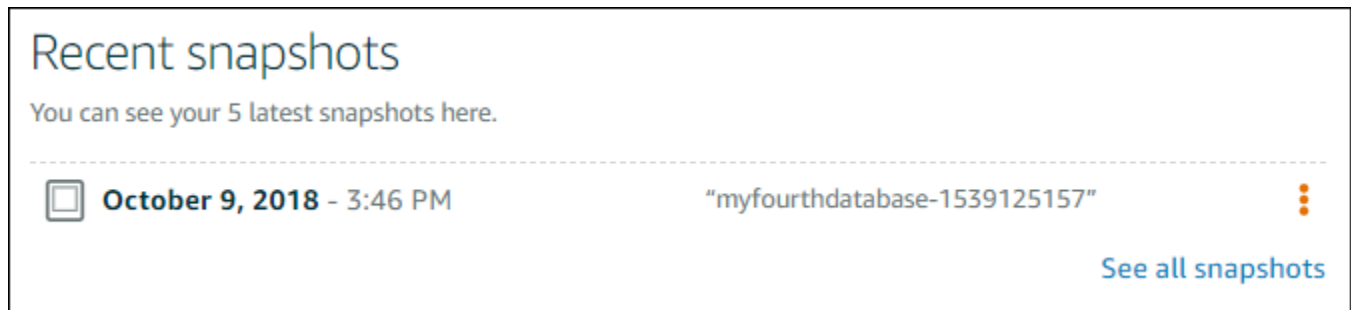 Recent snapshots
You can see your 5 latest snapshots here.
October 9, 2018 - 3:46 PM “myfourthdatabase-1539125157”
See all snapshots